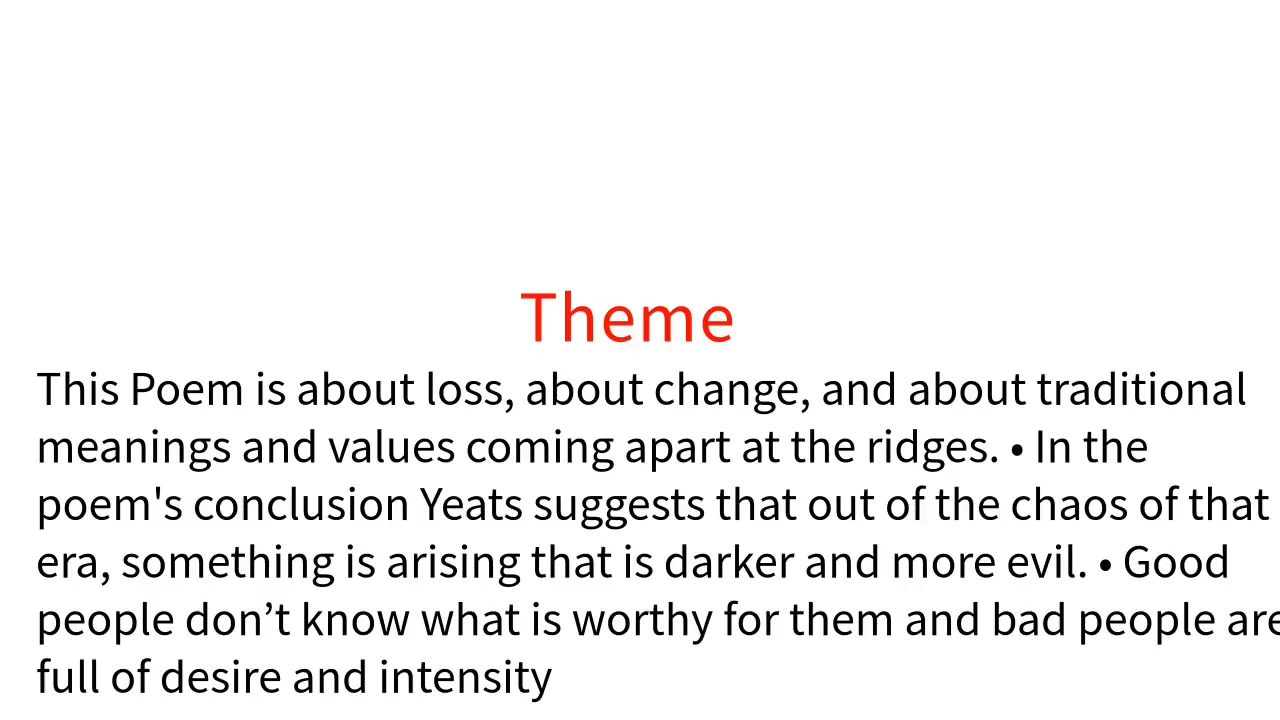 Theme
This Poem is about loss, about change, and about traditional
meanings and values coming apart at the ridges. • In the
poem's conclusion Yeats suggests that out of the chaos of that
era, something is arising that is darker and more evil. • Good
people don’t know what is worthy for them and bad people are
full of desire and intensity